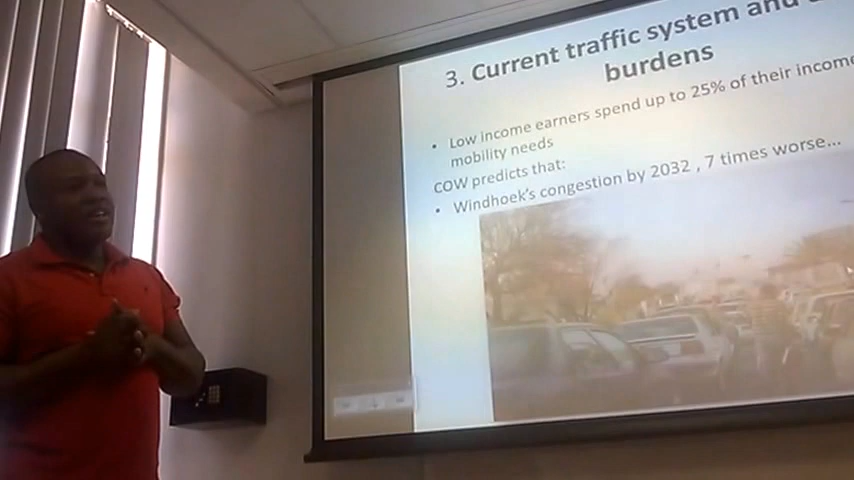 3. Current traffic system and
burdens
• Low income earners spend up to 25% of their income
mobility needs
COW predicts that:
• Windhoek's congestion by 2032 , 7 times worse...